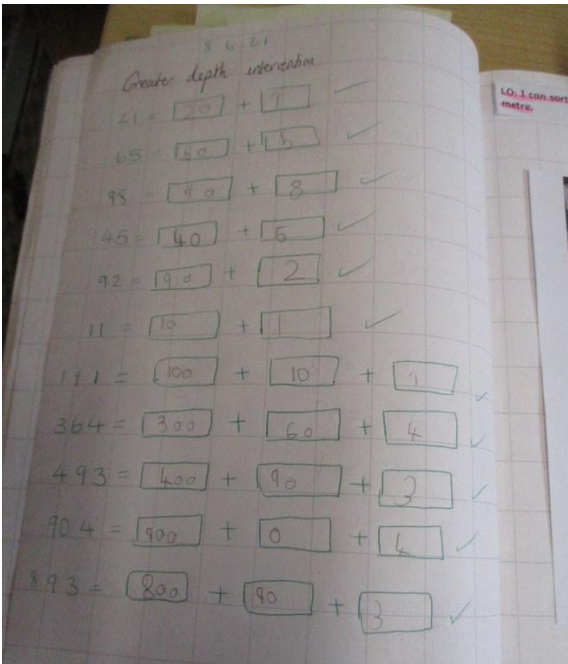 8.6.21
Greater depth intervention
21 = 20 + 1
65 = 60 + 5
98 = 90 + 8
45 = 40 + 5
92 = 90 + 2
11 = 10 + 1
111 = 100 + 10 + 1
364 = 300 + 60 + 4
493 = 400 + 90 + 3
904 = 900 + 0 + 4
893 = 800 + 90 + 3
LO: I can sort
metre.